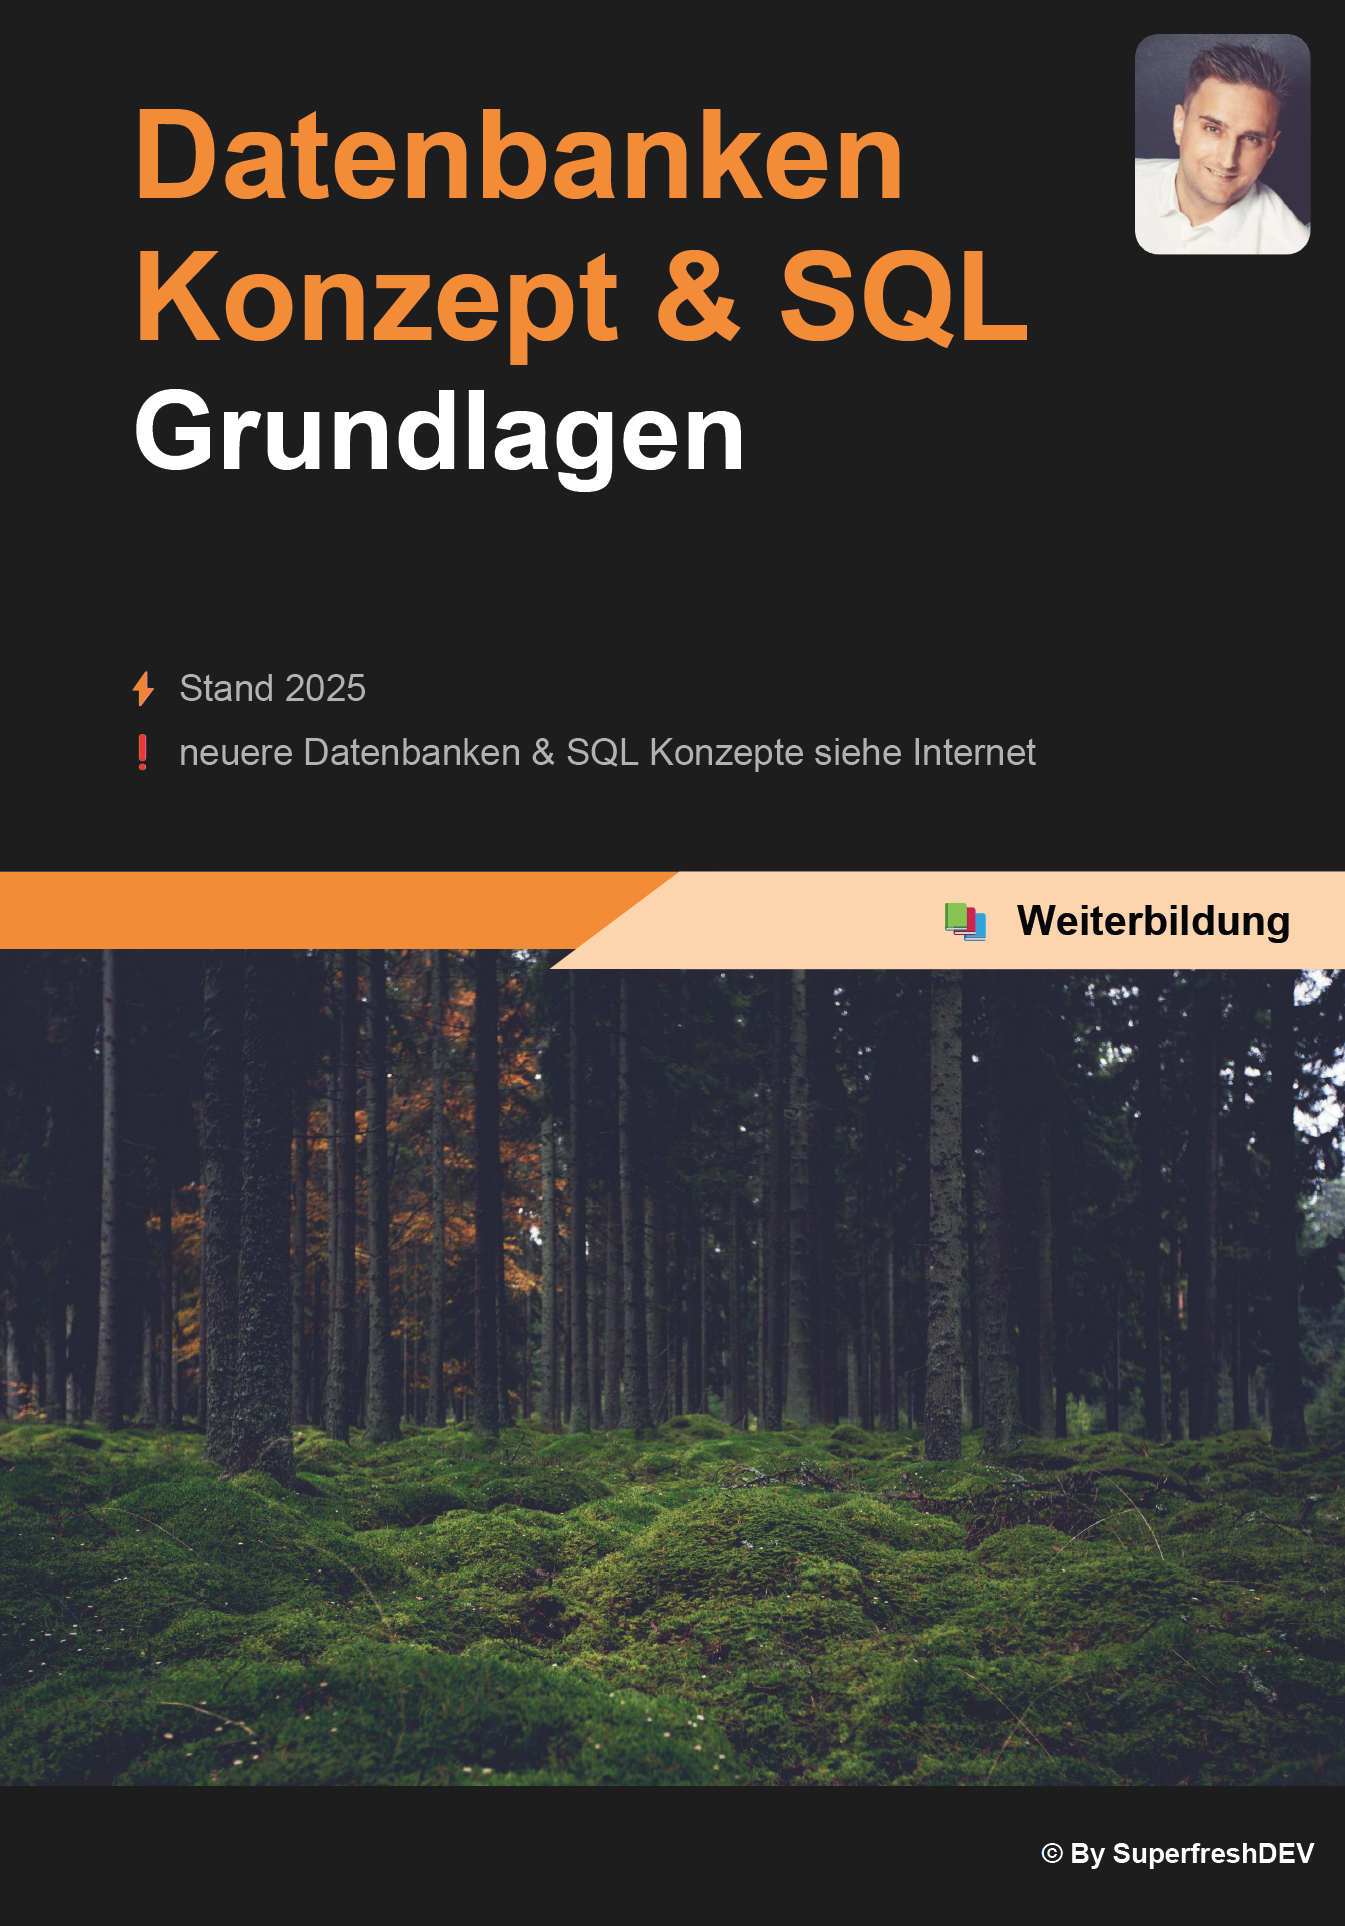 Datenbanken
Konzept & SQL
Grundlagen
Stand 2025
neuere Datenbanken & SQL Konzepte siehe Internet
Weiterbildung
© By SuperfreshDEV